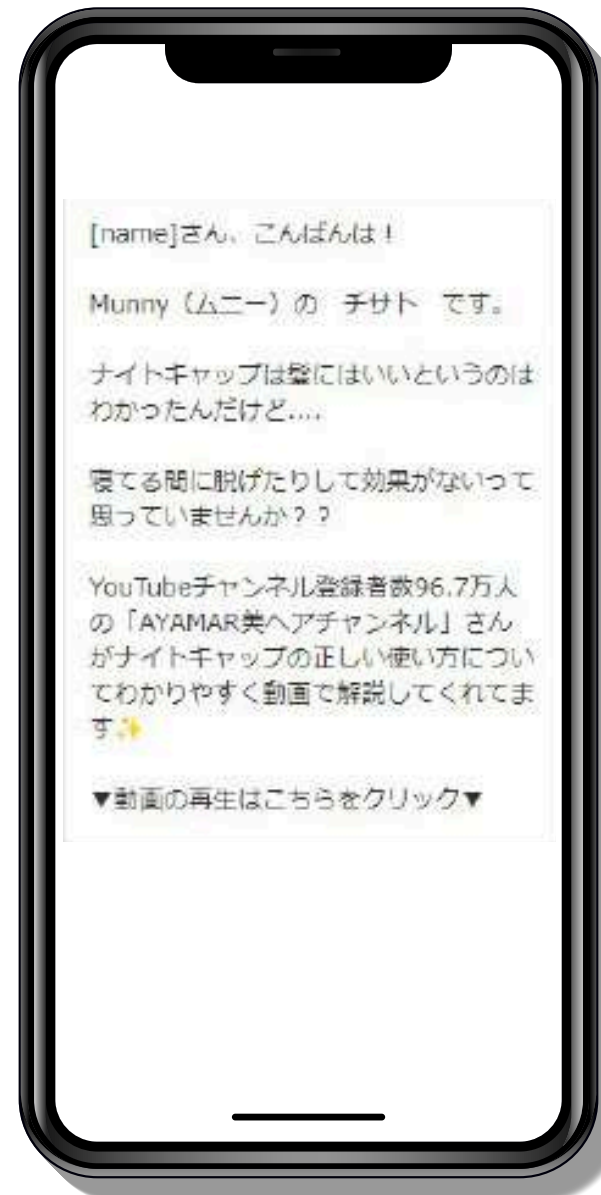 [name]さん、こんばんは！
Munny（ムニー）の　チサト　です。
ナイトキャップは髪にはいいというのは
わかったんだけど....
寝てる間に脱げたりして効果がないって
思っていませんか？？
YouTubeチャンネル登録者数96.7万人
の「AYAMAR美ヘアチャンネル」さん
がナイトキャップの正しい使い方につい
てわかりやすく動画で解説してくれてま
す✨
▼動画の再生はこちらをクリック▼